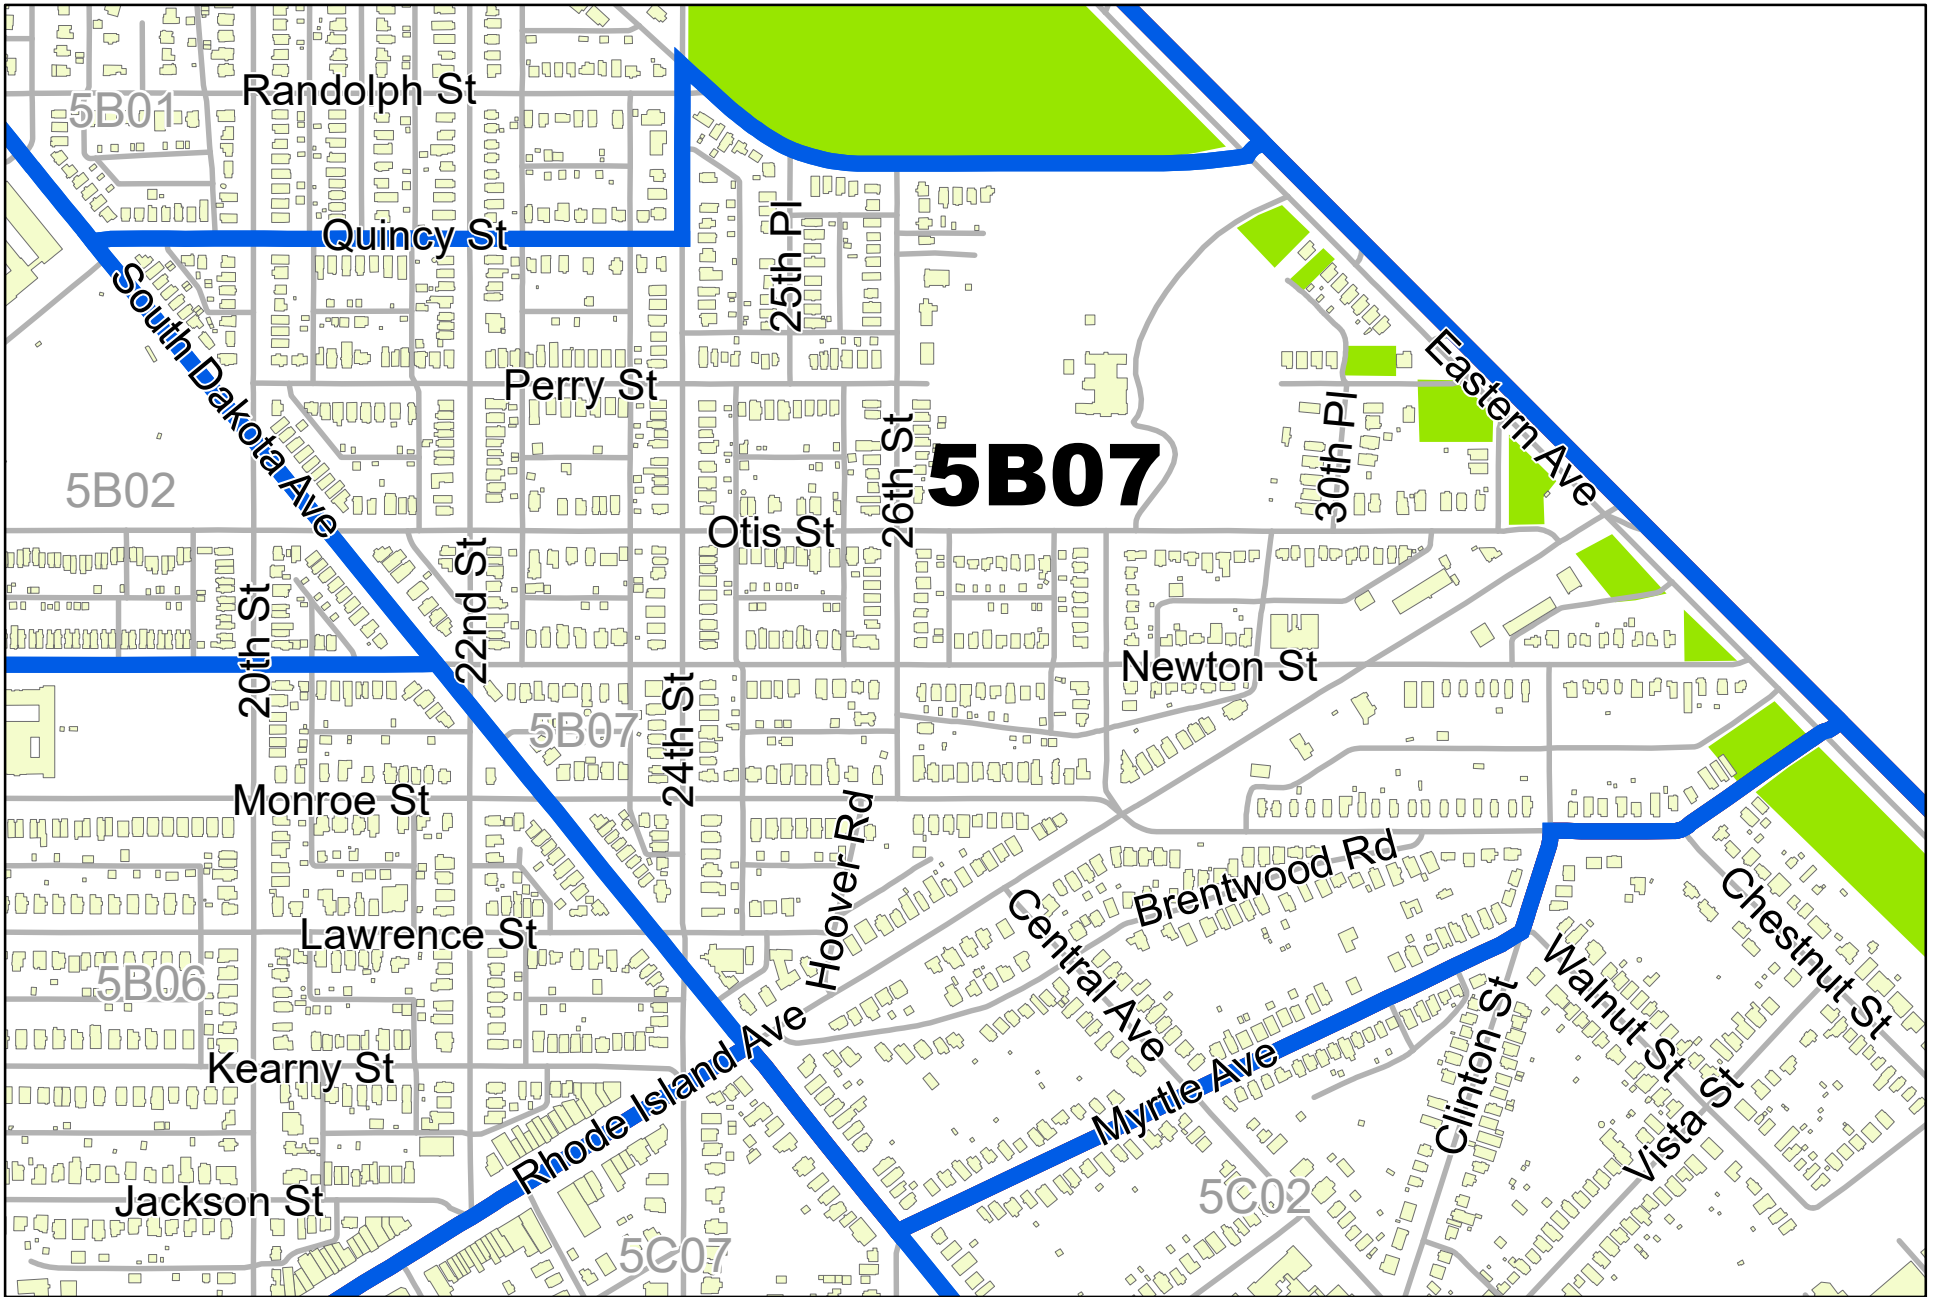 Randolph St
5B01
Quincy St
25th Pl
South Dakota Ave
Eastern Ave
Perry St
30th Pl
26th St
5B07
5B02
Otis St
22nd St
20th St
Newton St
24th St
5B07
Monroe St
Hoover Rd
Brentwood Rd
Central Ave
Chestnut St
Lawrence St
Walnut St
5B06
Clinton St
Rhode Island Ave
Kearny St
Myrtle Ave
Vista St
Jackson St
5C02
5C07